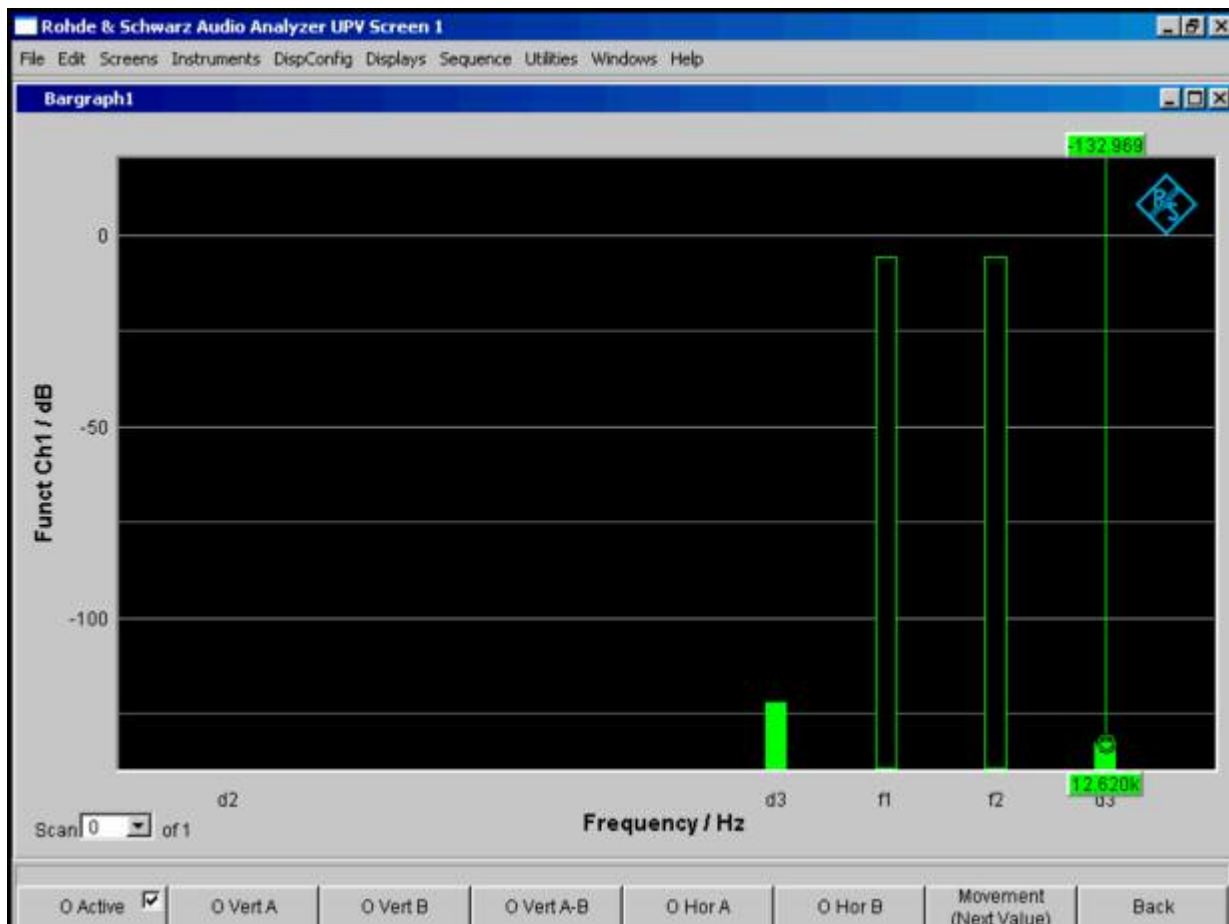 Rohde & Schwarz Audio Analyzer UPV Screen 1
File Edit Screens Instruments DispConfig Displays Sequence Utilities Windows Help
Bargraph1
-132.969
R&S
0
-50
-100
Funct Ch1 / dB
d2 d3 f1 f2 d3
12.620k
Frequency / Hz
Scan 0 of 1
O Active O Vert A O Vert B O Vert A-B O Hor A O Hor B Movement (Next Value) Back